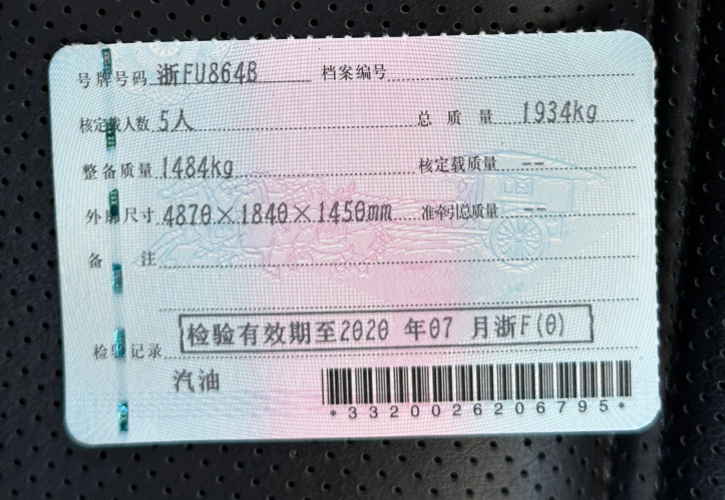 号牌号码 浙FU864B 档案编号
核定载人数 5人 总质量 1934kg
整备质量 1484kg 核定载质量 --
外廓尺寸 4870×1840×1450mm 准牵引总质量 --
备注
检验有效期至2020 年07 月浙F(0)
检验记录
汽油
*3320026206795*